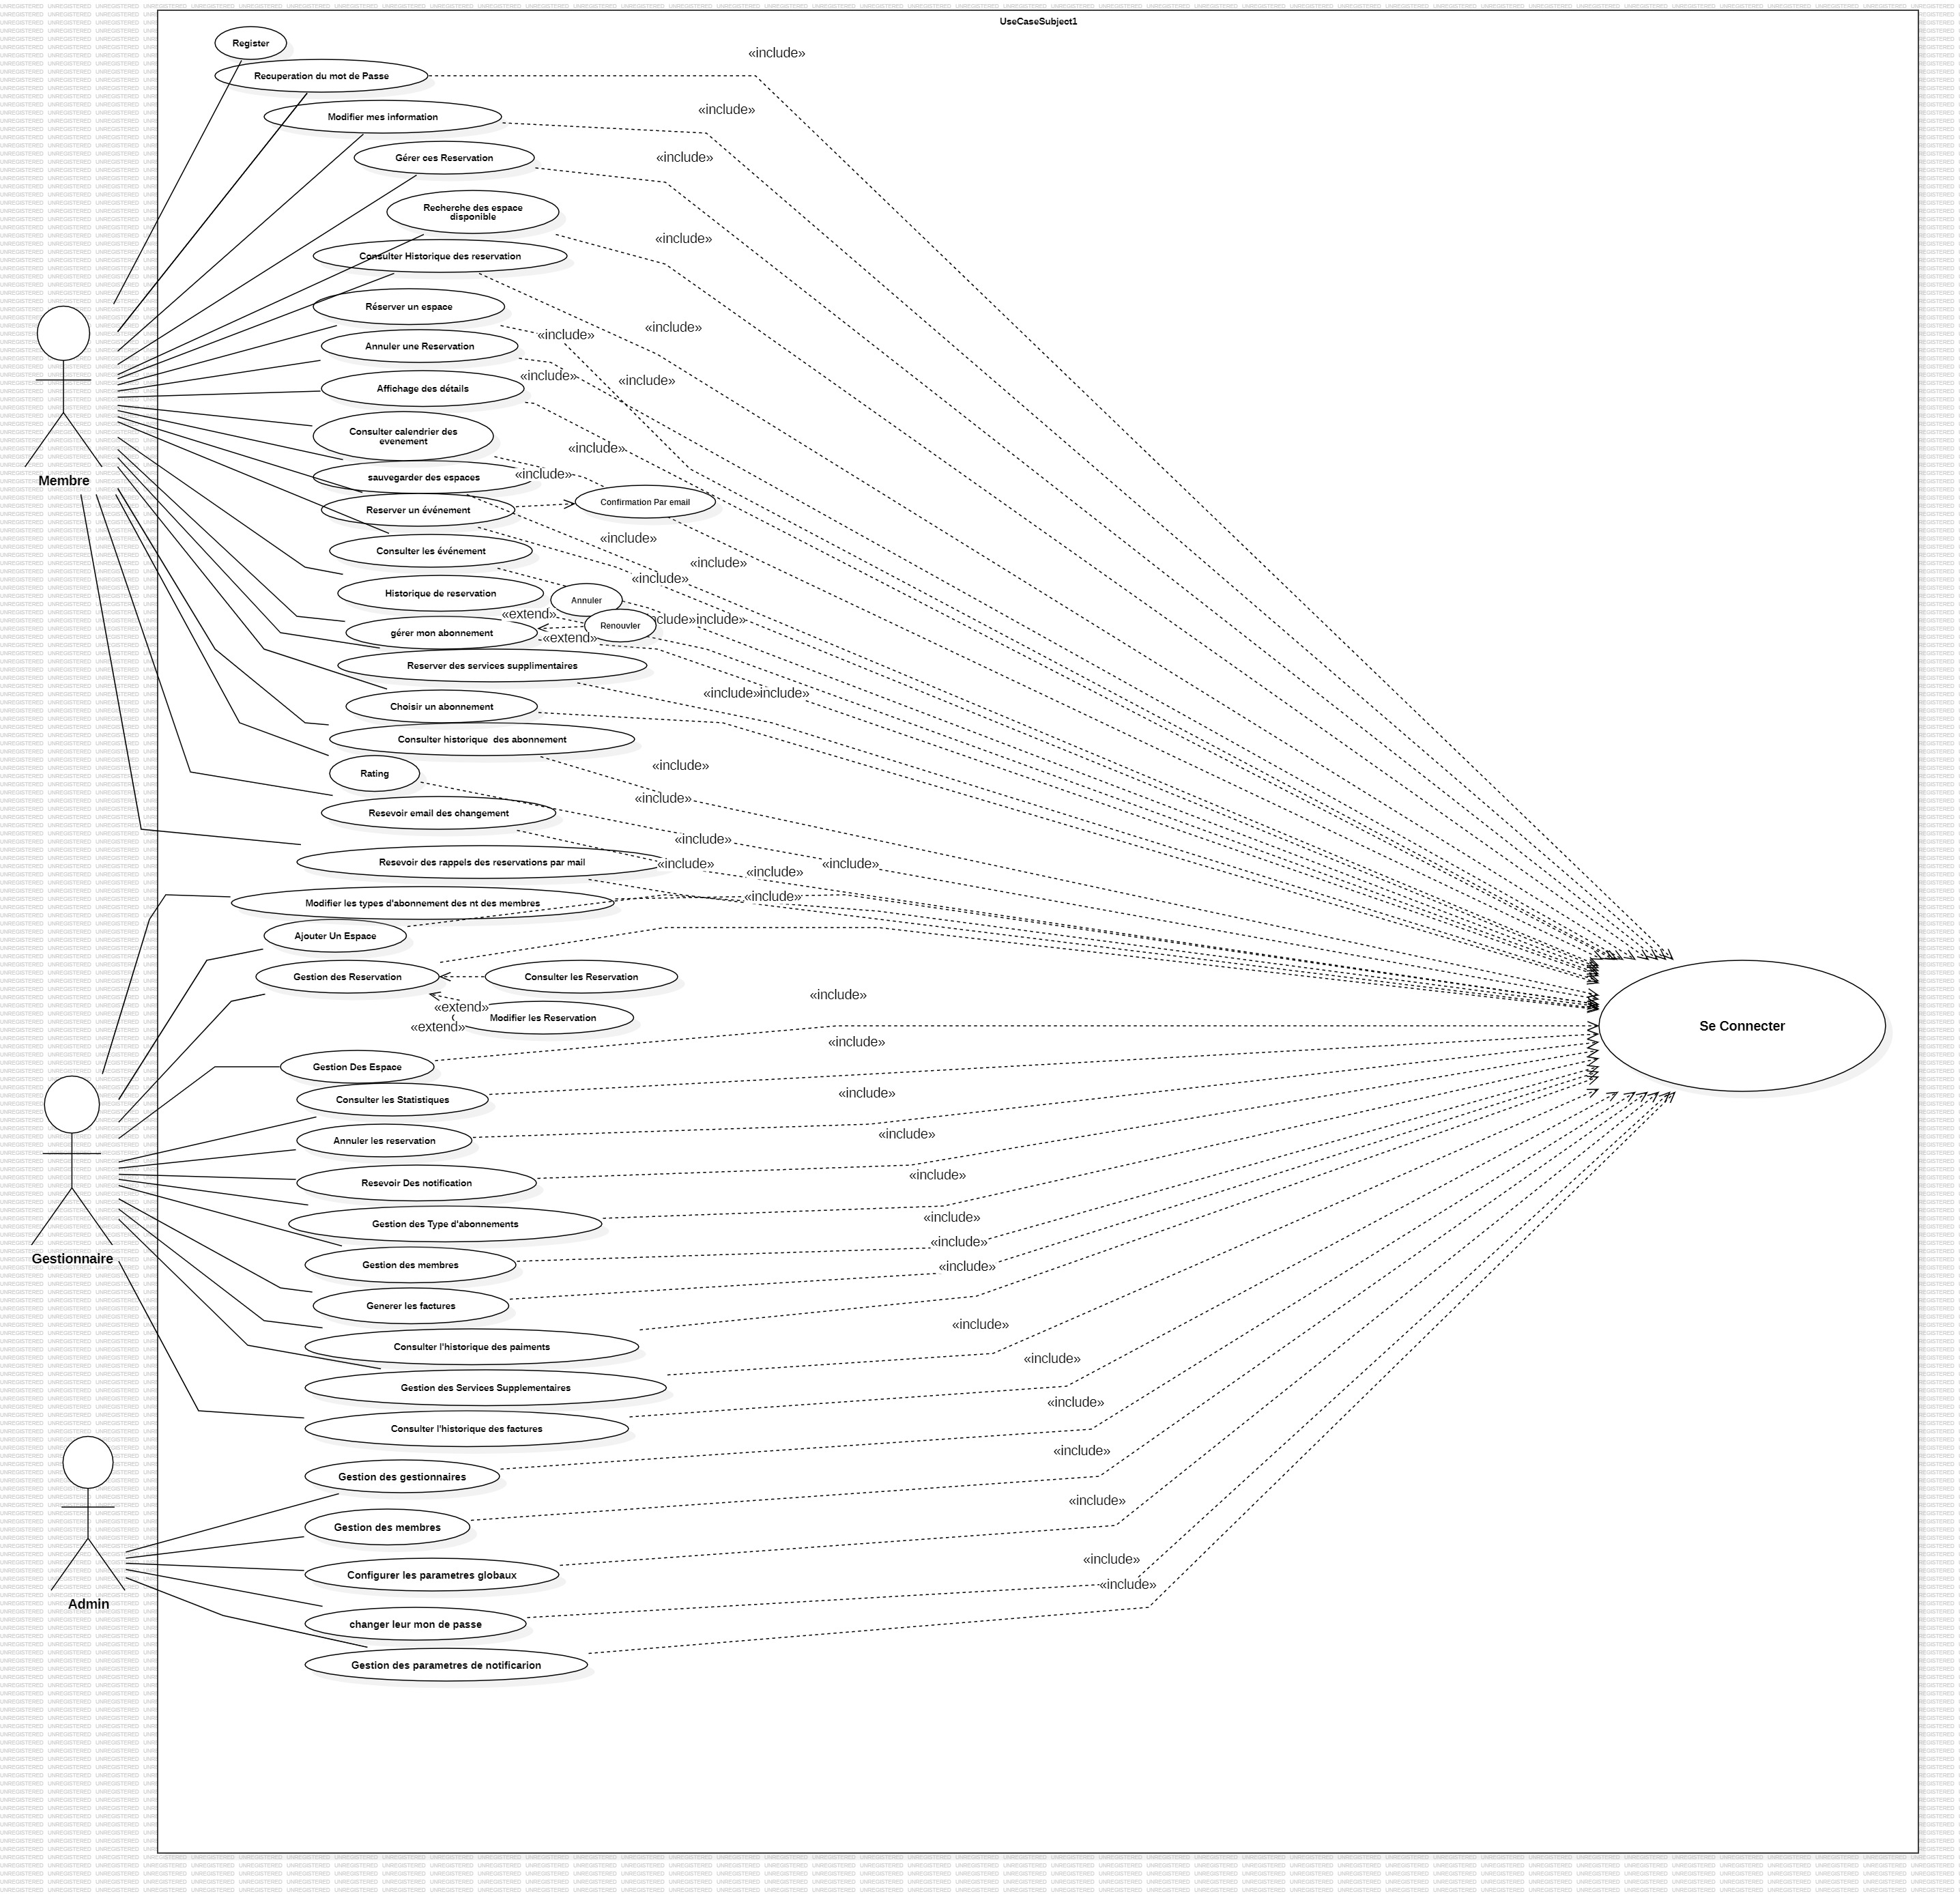 UseCaseSubject1
Register
«include»
Recuperation du mot de Passe
«include»
Modifier mes information
«include»
Gérer ces Reservation
Recherche des espace
disponible
«include»
Consulter Historique des reservation
Réserver un espace
«include»
«include»
Annuler une Reservation
«include»
«include»
Affichage des détails
Consulter calendrier des
evenement
«include»
sauvegarder des espaces
«include»
Membre
Confirmation Par email
Reserver un événement
«include»
Consulter les événement
«include»
«include»
Historique de reservation
Annuler
«extend»
Renouvler
clude»
include»
gérer mon abonnement
«extend»
Reserver des services supplimentaires
«include»
include»
Choisir un abonnement
Consulter historique des abonnement
«include»
Rating
«include»
Resevoir email des changement
«include»
Resevoir des rappels des reservations par mail
«include»
«include»
«include»
«include»
Modifier les types d'abonnement des nt des membres
Ajouter Un Espace
Gestion des Reservation
Consulter les Reservation
«include»
«extend»
Modifier les Reservation
«extend»
«include»
Gestion Des Espace
Consulter les Statistiques
«include»
Annuler les reservation
«include»
Resevoir Des notification
«include»
Gestion des Type d'abonnements
«include»
Gestionnaire
Gestion des membres
«include»
«include»
Generer les factures
Consulter l'historique des paiments
«include»
Gestion des Services Supplementaires
«include»
Consulter l'historique des factures
«include»
Gestion des gestionnaires
«include»
Gestion des membres
«include»
Configurer les parametres globaux
«include»
Admin
«include»
changer leur mon de passe
Gestion des parametres de notificarion
Se Connecter
UNREGISTERED